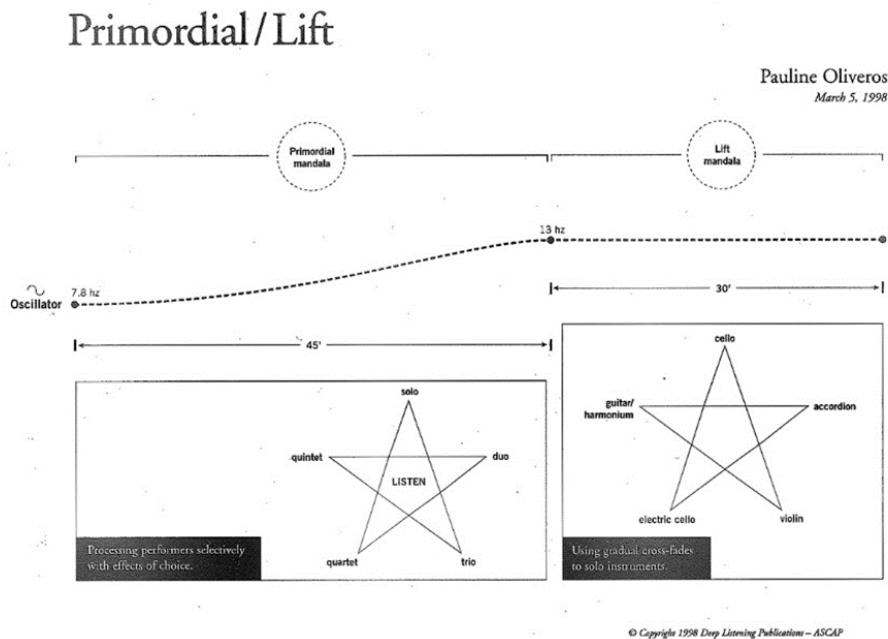 Primordial / Lift
Pauline Oliveros
March 5, 1998
Primordial
mandala
Lift
mandala
13 hz
7.8 hz
Oscillator
30'
45'
solo
quintet
duo
LISTEN
quartet
trio
Processing performers selectively
with effects of choice.
cello
guitar/
harmonium
accordion
electric cello
violin
Using gradual cross-fades
to solo instruments.
© Copyright 1998 Deep Listening Publications – ASCAP